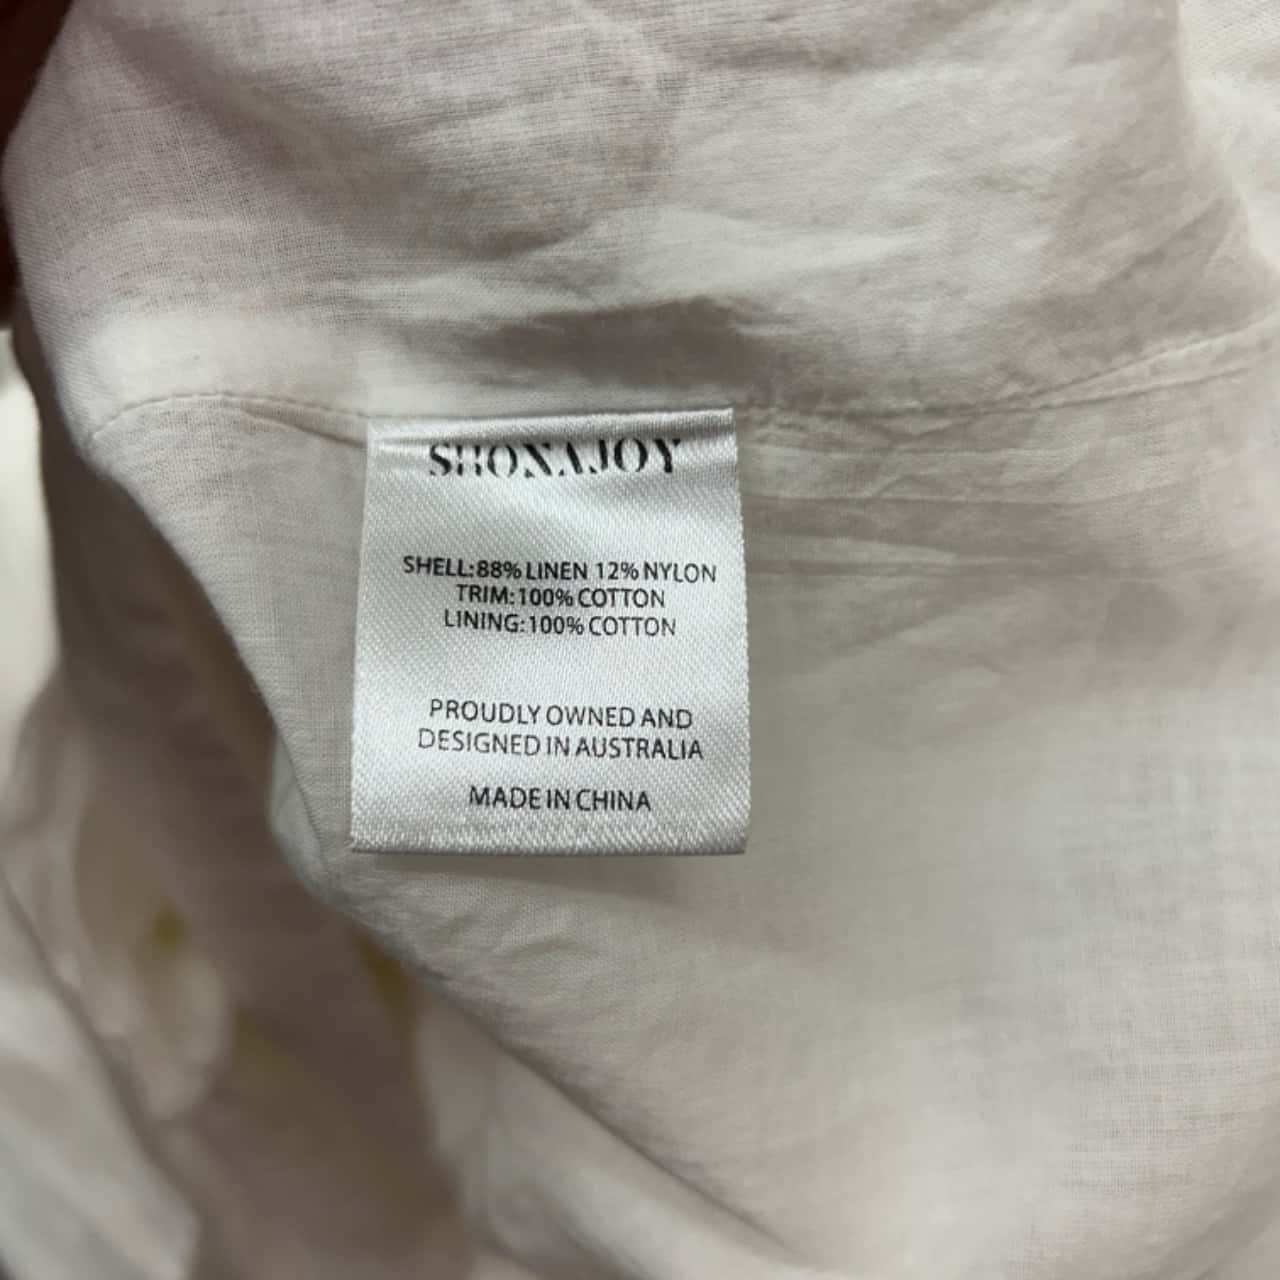 SHONAJOY
SHELL:88% LINEN 12% NYLON
TRIM:100% COTTON
LINING:100% COTTON
PROUDLY OWNED AND
DESIGNED IN AUSTRALIA
MADE IN CHINA